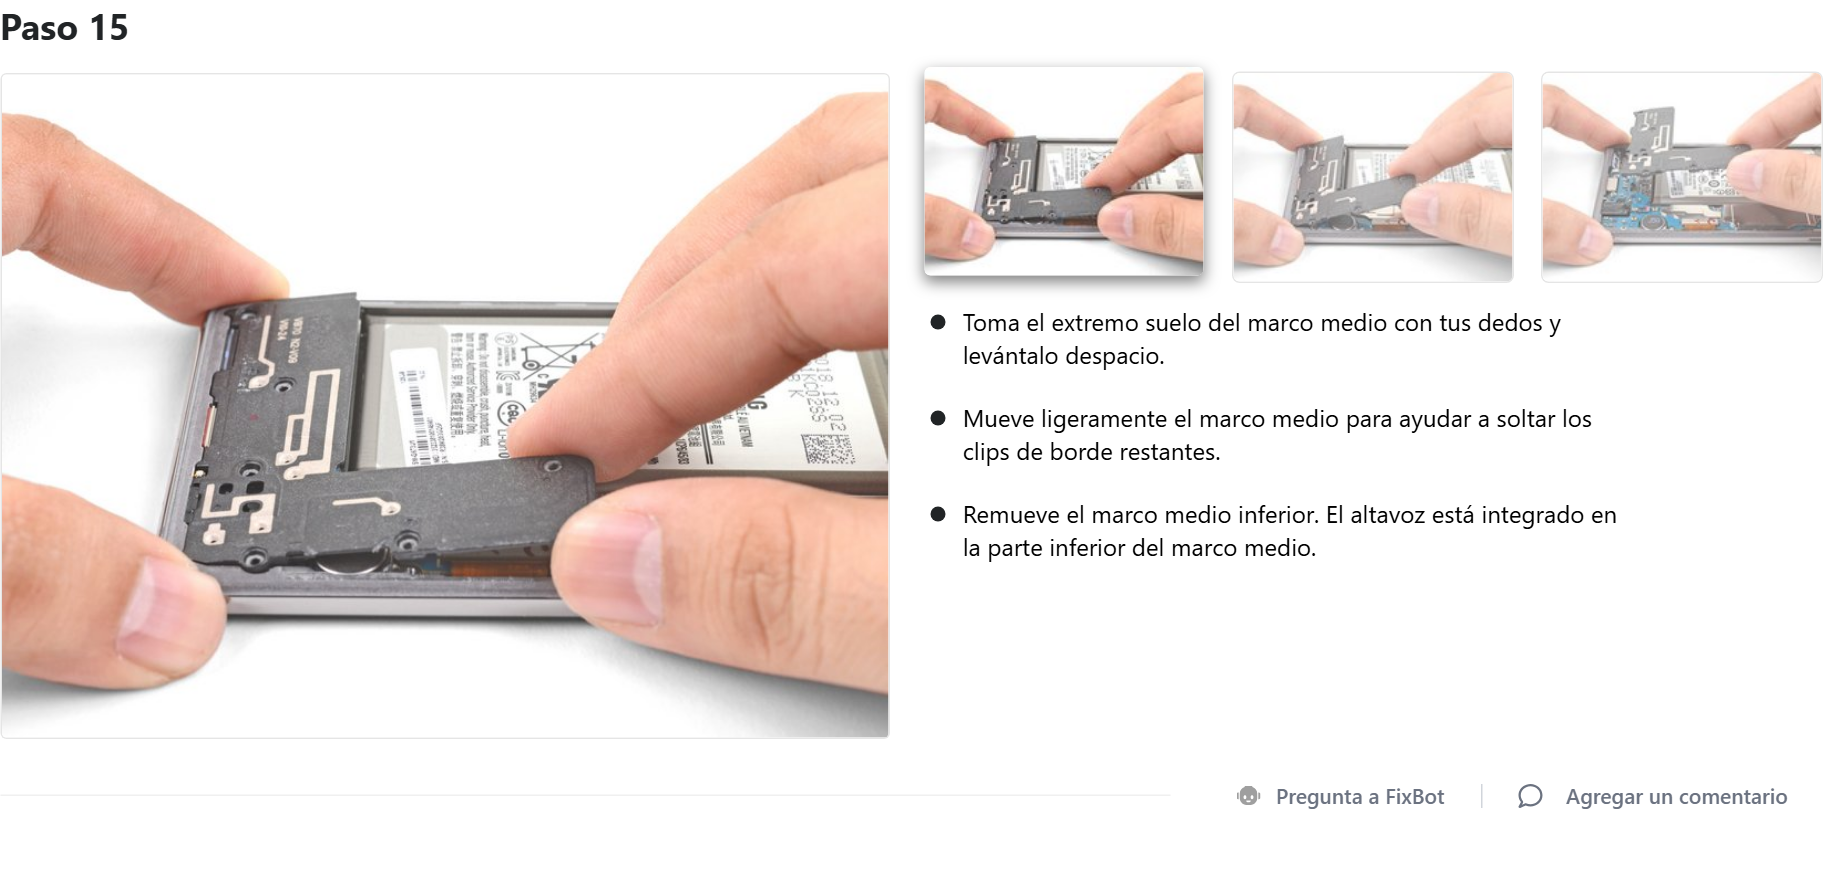 Paso 15
Toma el extremo suelo del marco medio con tus dedos y
levántalo despacio.
Mueve ligeramente el marco medio para ayudar a soltar los
clips de borde restantes.
Remueve el marco medio inferior. El altavoz está integrado en
la parte inferior del marco medio.
Pregunta a FixBot
Agregar un comentario